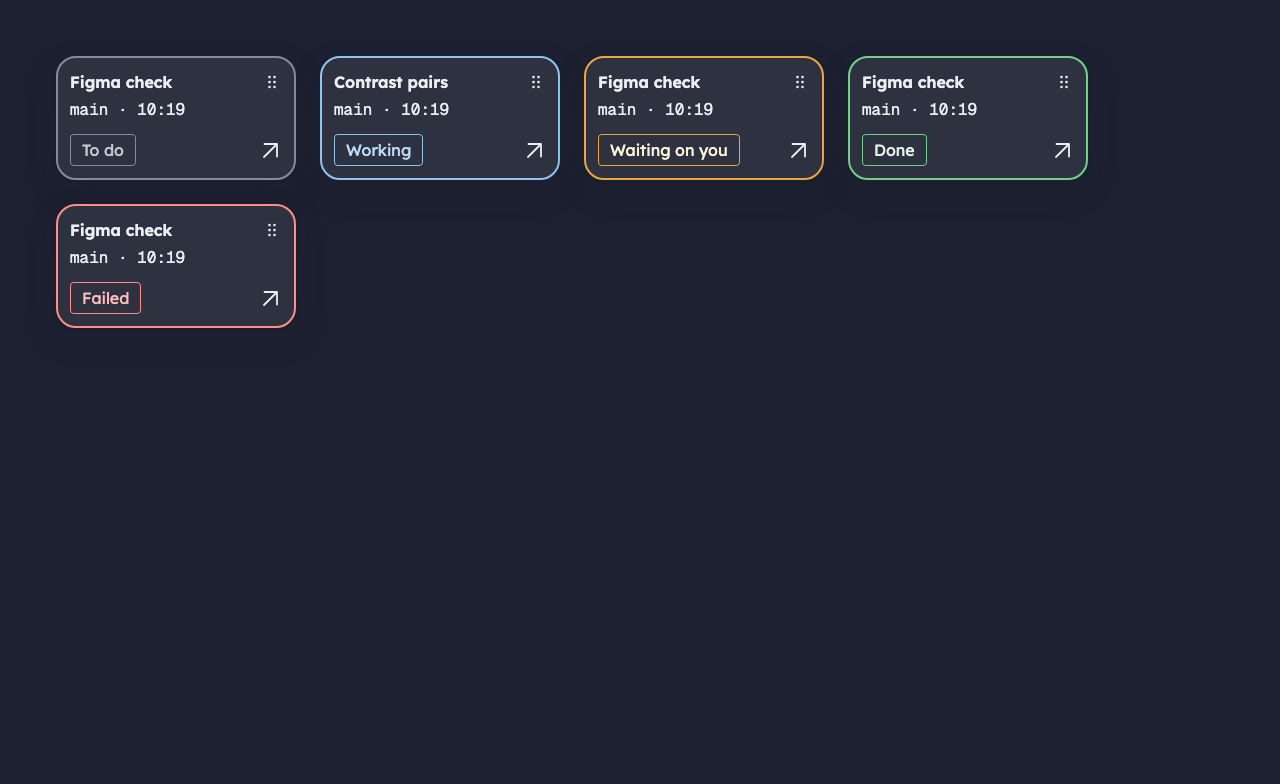 Figma check
main · 10:19
To do
Contrast pairs
main · 10:19
Working
Figma check
main · 10:19
Waiting on you
Figma check
main · 10:19
Done
Figma check
main · 10:19
Failed